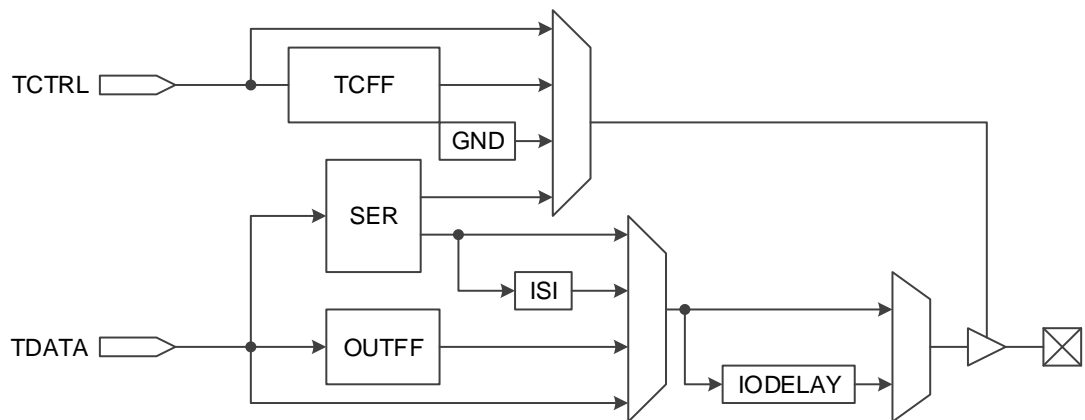 TCFF
TCTRL
GND
SER
ISI
TDATA
OUTFF
IODELAY